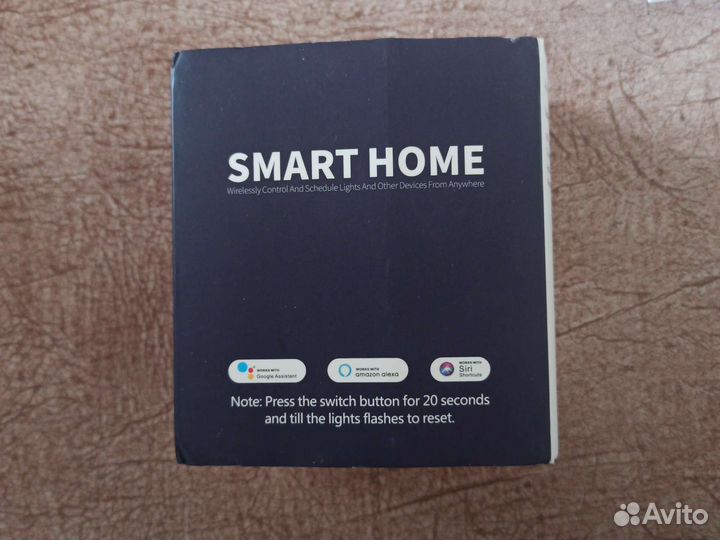 SMART HOME
Wirelessly Control And Schedule Lights And Other Devices From Anywhere
WORKS WITH
Google Assistant
WORKS WITH
amazon alexa
WORKS WITH
Siri
Shortcuts
Note: Press the switch button for 20 seconds
and till the lights flashes to reset.
Avito